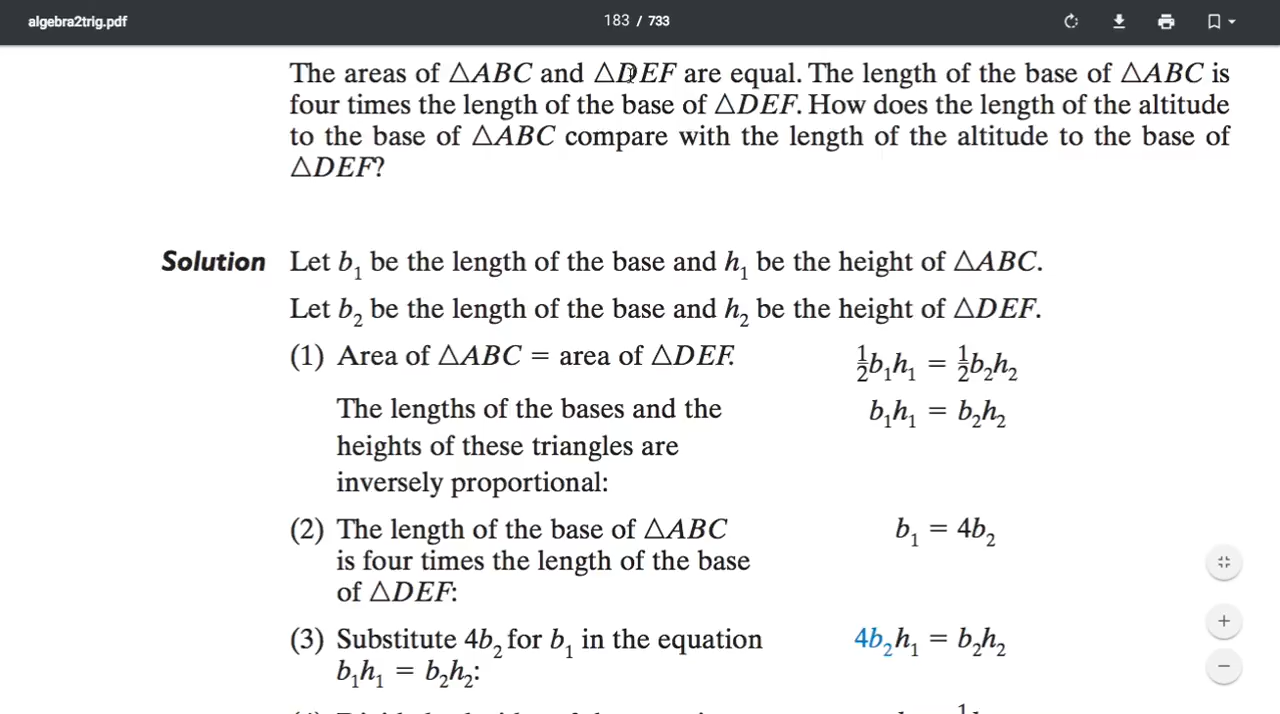 algebra2trig.pdf
183 / 733
The areas of △ABC and △DEF are equal. The length of the base of △ABC is
four times the length of the base of △DEF. How does the length of the altitude
to the base of △ABC compare with the length of the altitude to the base of
△DEF?
Solution Let b₁ be the length of the base and h₁ be the height of △ABC.
Let b₂ be the length of the base and h₂ be the height of △DEF.
(1) Area of △ABC = area of △DEF. ½b₁h₁ = ½b₂h₂
The lengths of the bases and the b₁h₁ = b₂h₂
heights of these triangles are
inversely proportional:
(2) The length of the base of △ABC b₁ = 4b₂
is four times the length of the base
of △DEF:
(3) Substitute 4b₂ for b₁ in the equation 4b₂h₁ = b₂h₂
b₁h₁ = b₂h₂: